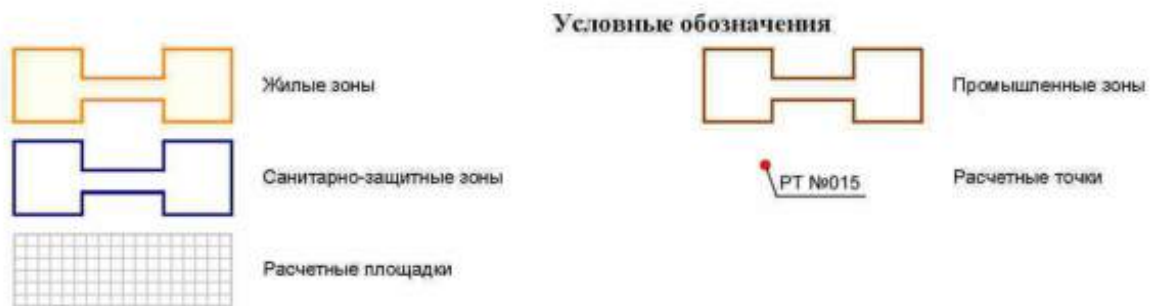 Условные обозначения
Жилые зоны
Промышленные зоны
Санитарно-защитные зоны
РТ №015
Расчетные точки
Расчетные площадки